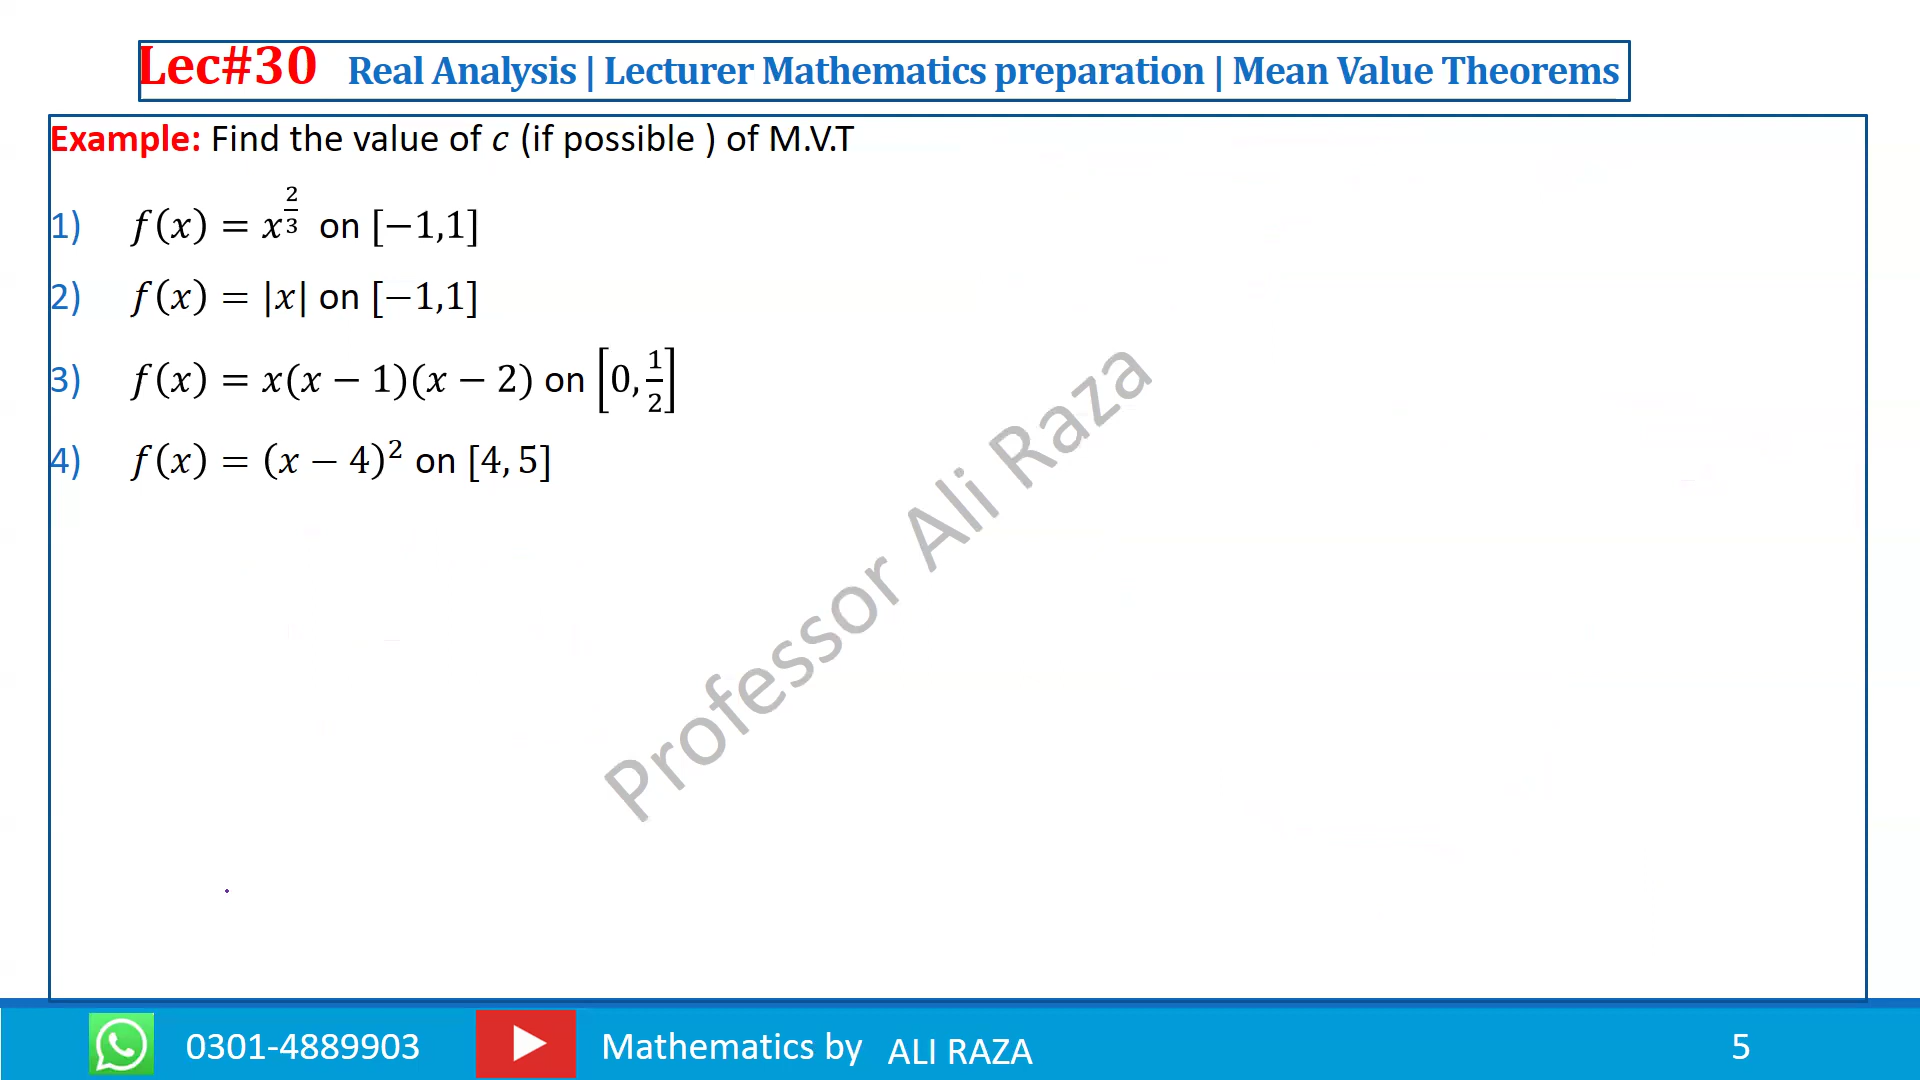 Lec#30 Real Analysis | Lecturer Mathematics preparation | Mean Value Theorems
Example: Find the value of c (if possible ) of M.V.T
1) f(x) = x^(2/3) on [−1,1]
2) f(x) = |x| on [−1,1]
3) f(x) = x(x − 1)(x − 2) on [0, 1/2]
4) f(x) = (x − 4)² on [4, 5]
Professor Ali Raza
0301-4889903 Mathematics by ALI RAZA 5